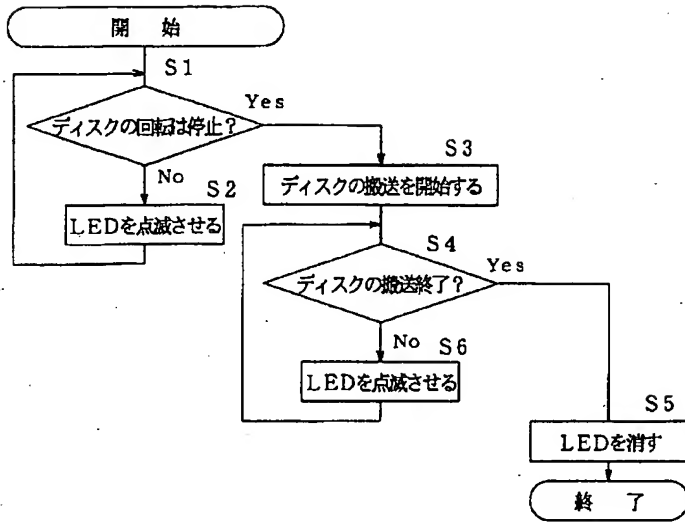 開　始
S1
ディスクの回転は停止？
Yes
No
S2
LEDを点滅させる
S3
ディスクの搬送を開始する
S4
ディスクの搬送終了？
Yes
No
S6
LEDを点滅させる
S5
LEDを消す
終　了